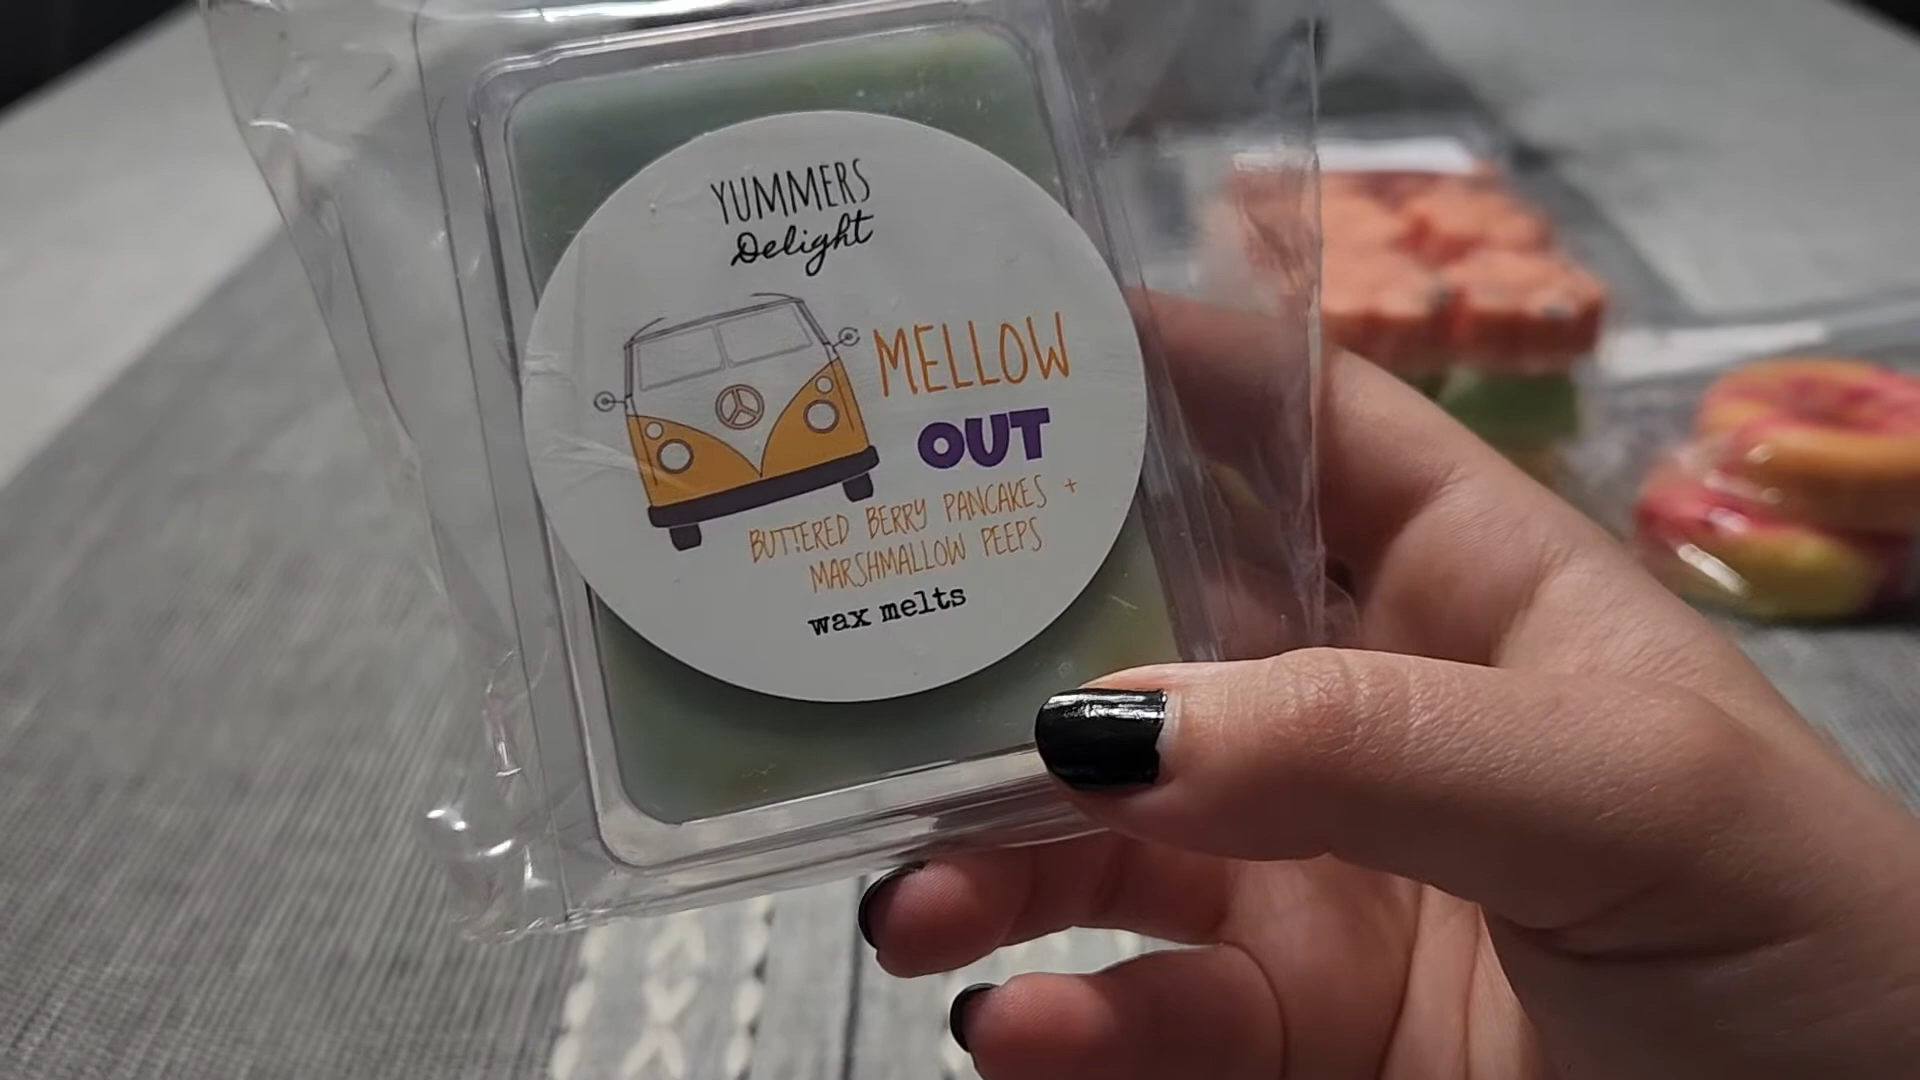 YUMMERS
Delight
MELLOW
OUT
BUTTERED BERRY PANCAKES +
MARSHMALLOW PEEPS
wax melts